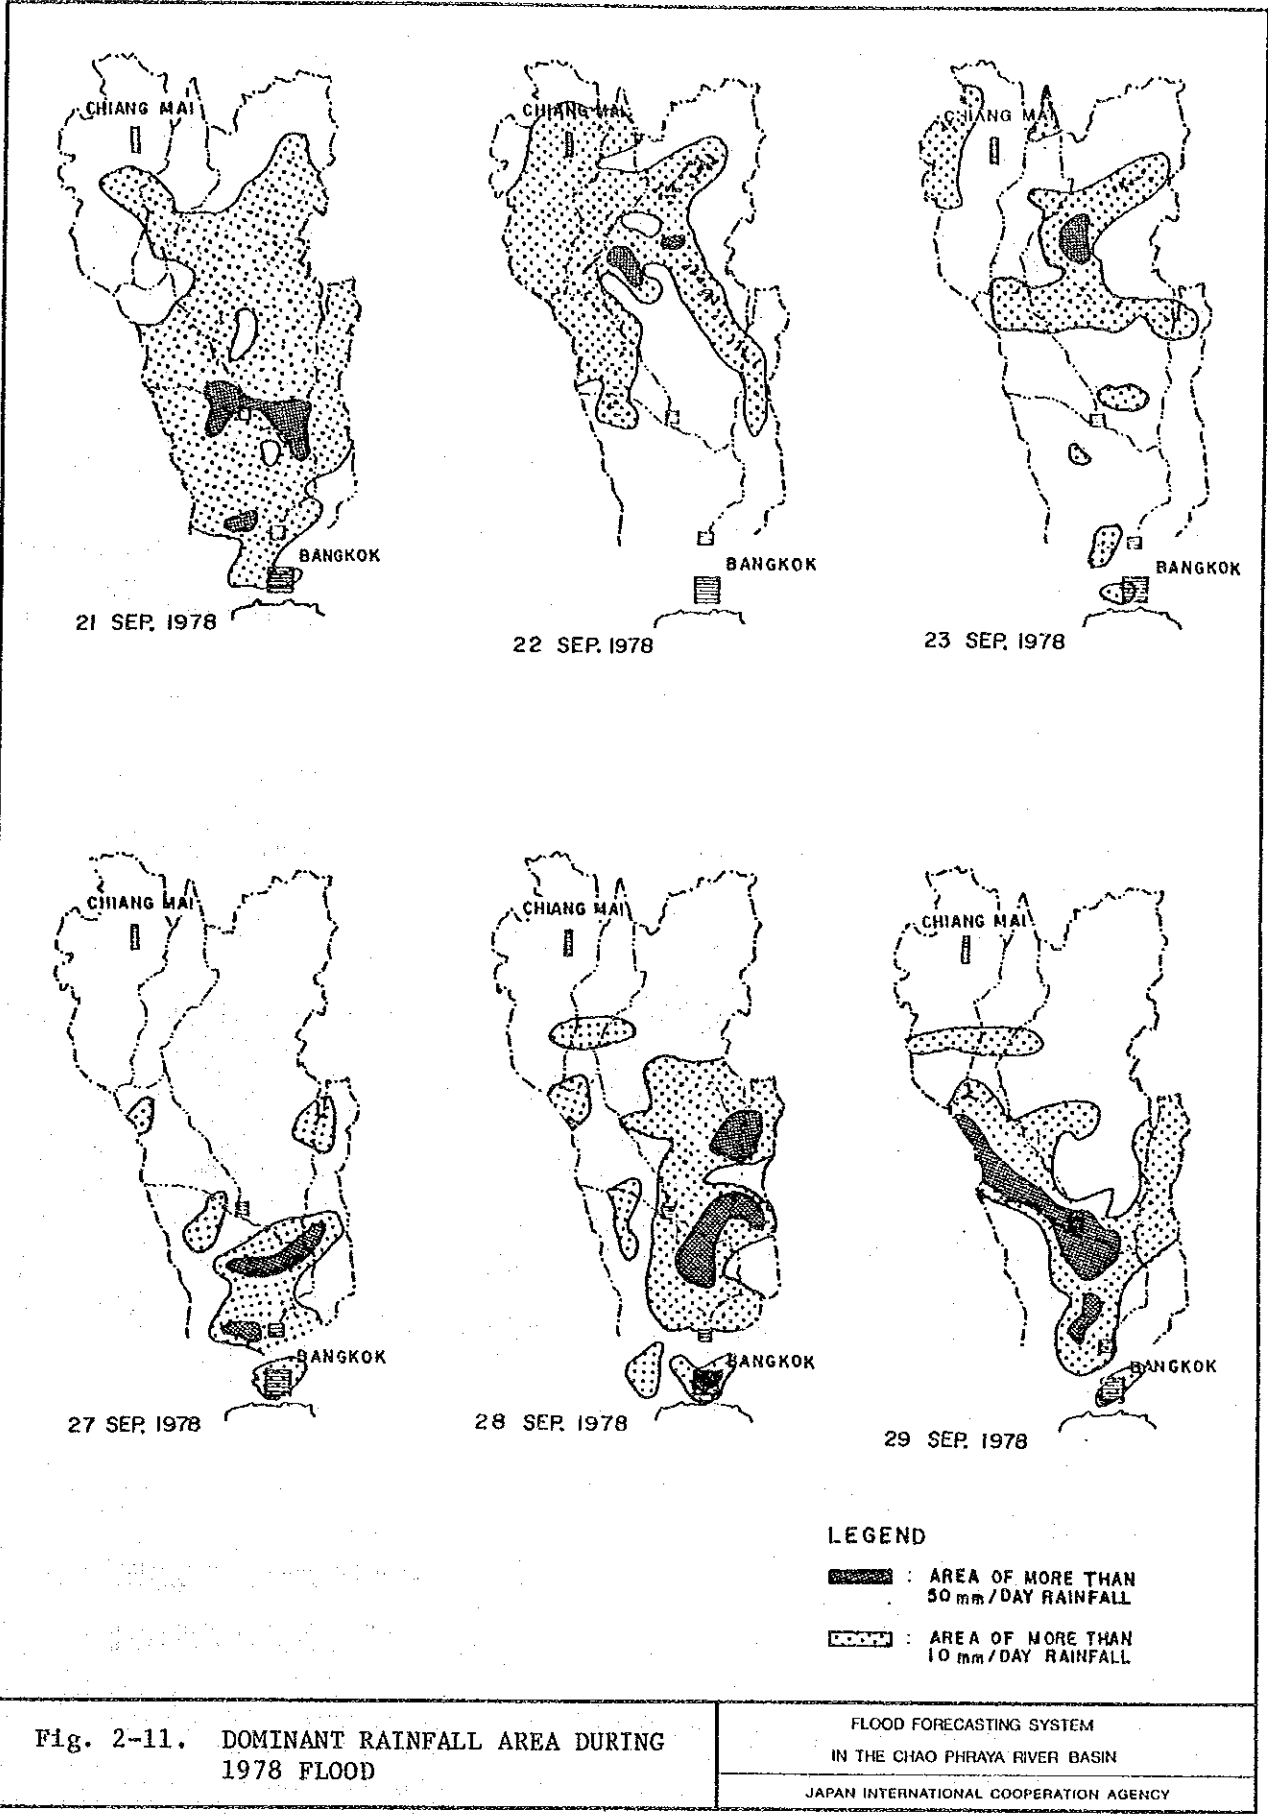 CHIANG MAI
BANGKOK
21 SEP. 1978
CHIANG MAI
BANGKOK
22 SEP. 1978
CHIANG MAI
BANGKOK
23 SEP. 1978
CHIANG MAI
BANGKOK
27 SEP. 1978
CHIANG MAI
BANGKOK
28 SEP. 1978
CHIANG MAI
BANGKOK
29 SEP. 1978
LEGEND
: AREA OF MORE THAN
50 mm/DAY RAINFALL
: AREA OF MORE THAN
10 mm/DAY RAINFALL
Fig. 2-11. DOMINANT RAINFALL AREA DURING
1978 FLOOD
FLOOD FORECASTING SYSTEM
IN THE CHAO PHRAYA RIVER BASIN
JAPAN INTERNATIONAL COOPERATION AGENCY